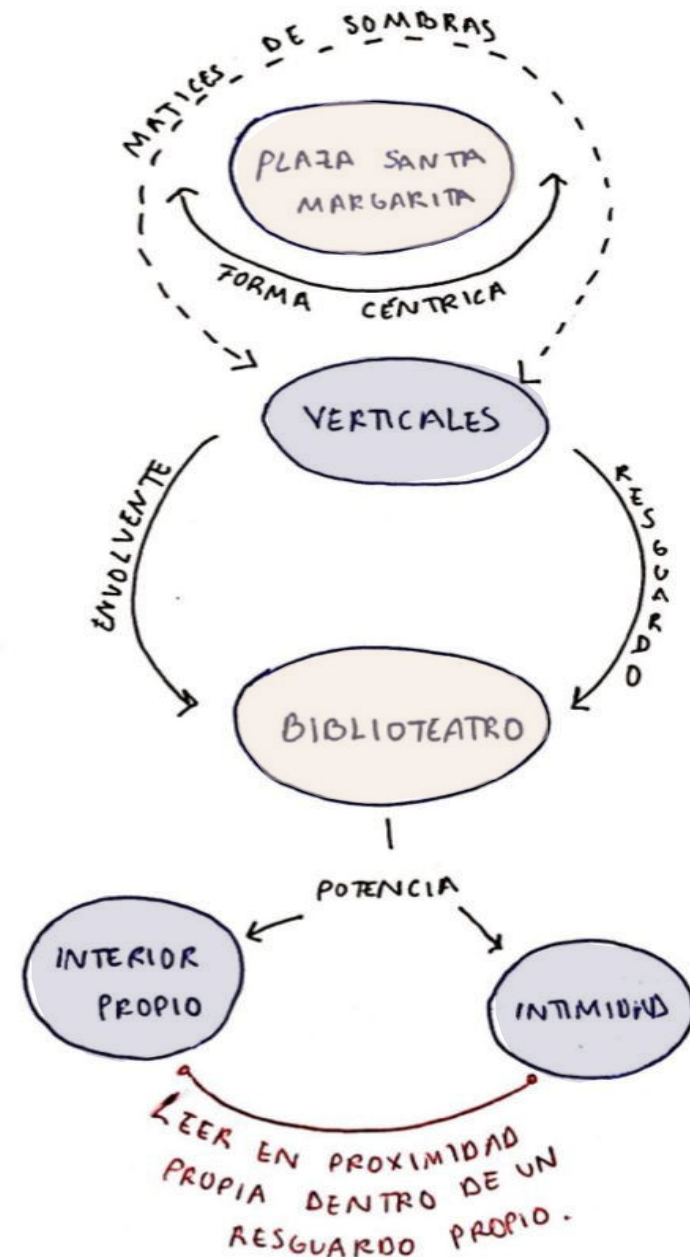 MATICES DE SOMBRAS
PLAZA SANTA
MARGARITA
FORMA CÉNTRICA
VERTICALES
ENVOLVENTE
RESGUARDO
BIBLIOTEATRO
POTENCIA
INTERIOR
PROPIO
INTIMIDAD
LEER EN PROXIMIDAD
PROPIA DENTRO DE UN
RESGUARDO PROPIO.